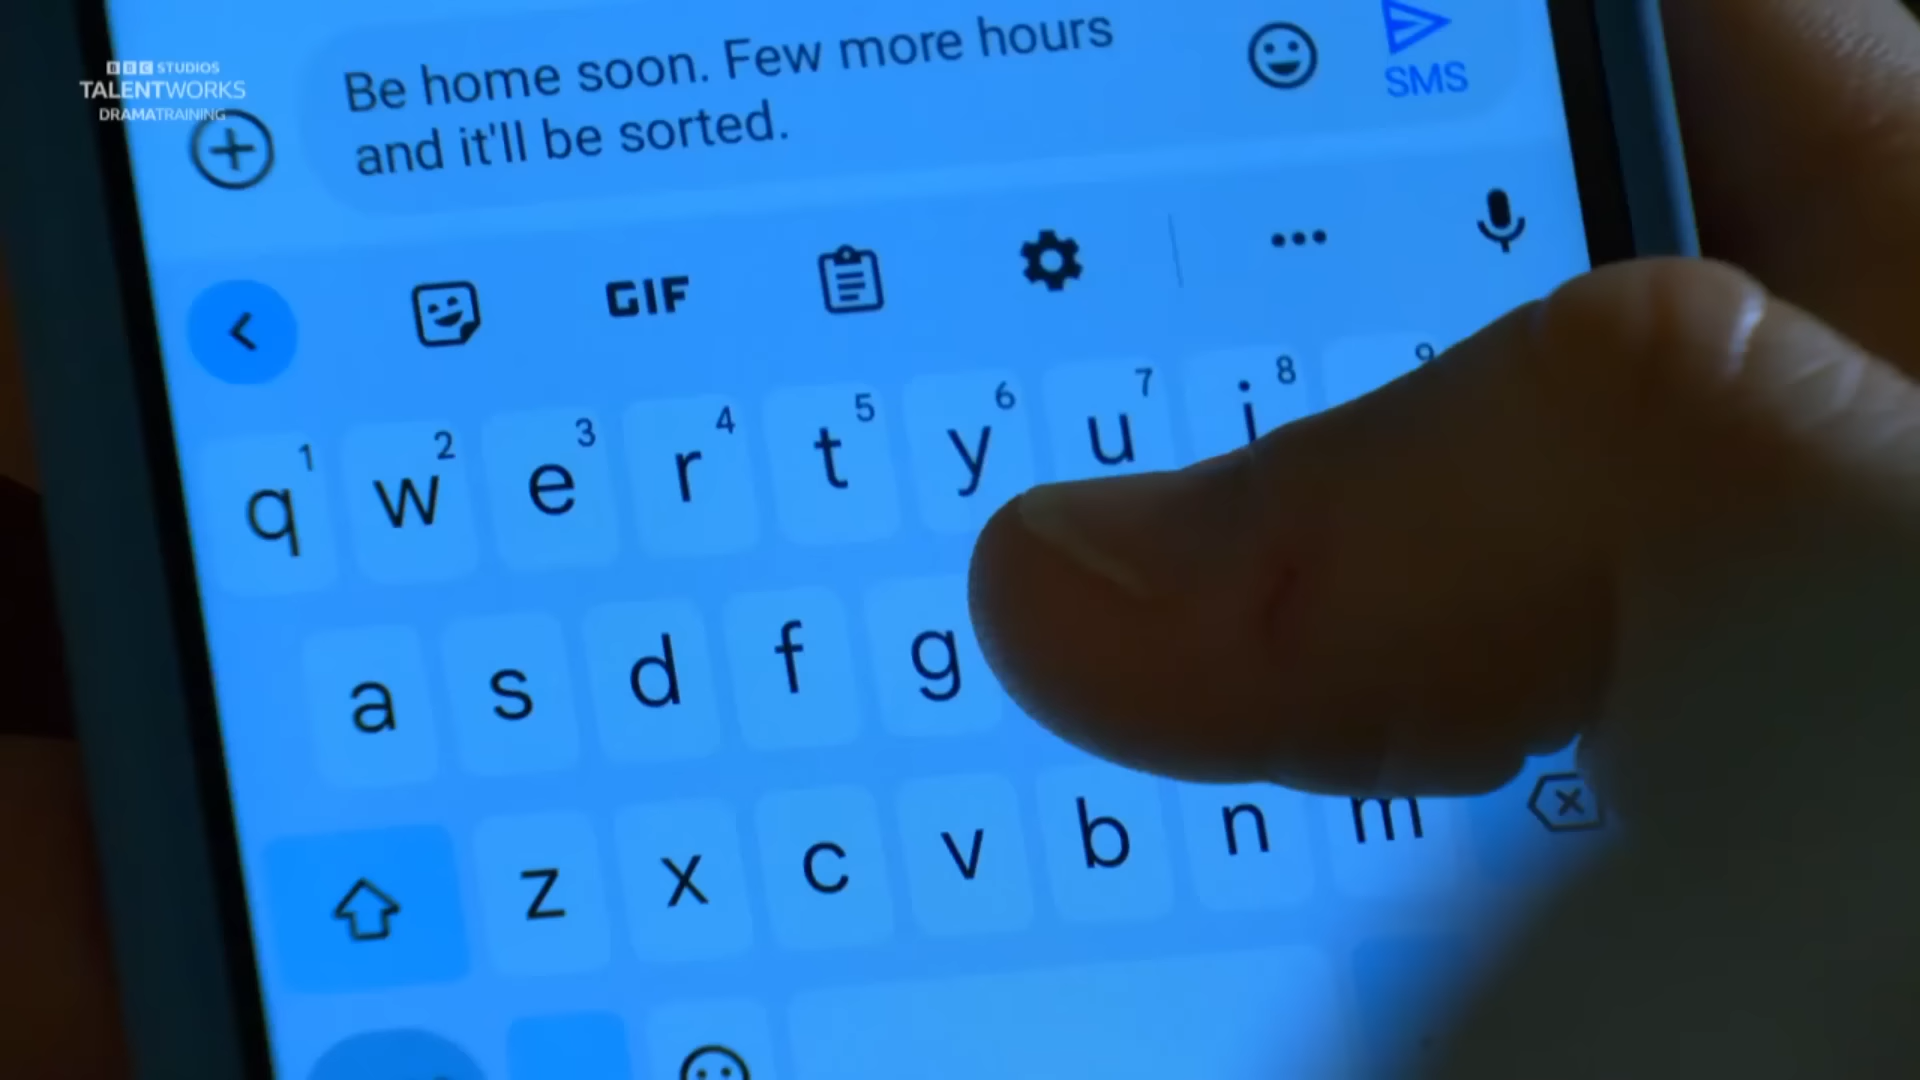 BBC STUDIOS
TALENTWORKS
DRAMATRAINING
Be home soon. Few more hours
and it'll be sorted.
SMS
GIF
1 2 3 4 5 6 7 8 9
q w e r t y u i
a s d f g
z x c v b n m